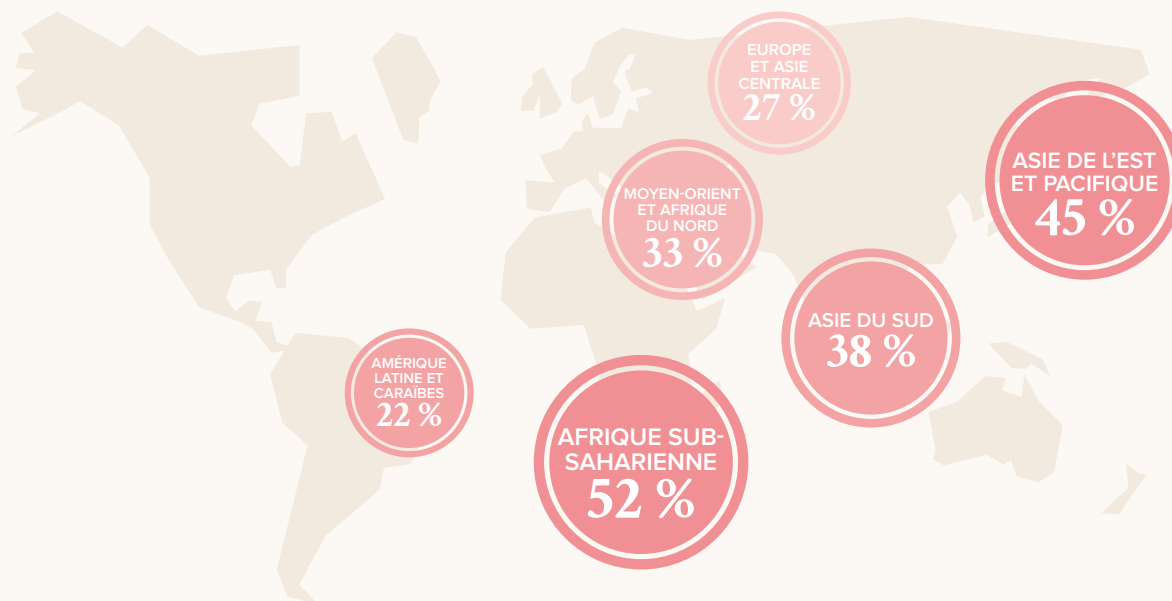 EUROPE
ET ASIE
CENTRALE
27 %
ASIE DE L’EST
ET PACIFIQUE
45 %
MOYEN-ORIENT
ET AFRIQUE
DU NORD
33 %
ASIE DU SUD
38 %
AMÉRIQUE
LATINE ET
CARAÏBES
22 %
AFRIQUE SUB-
SAHARIENNE
52 %